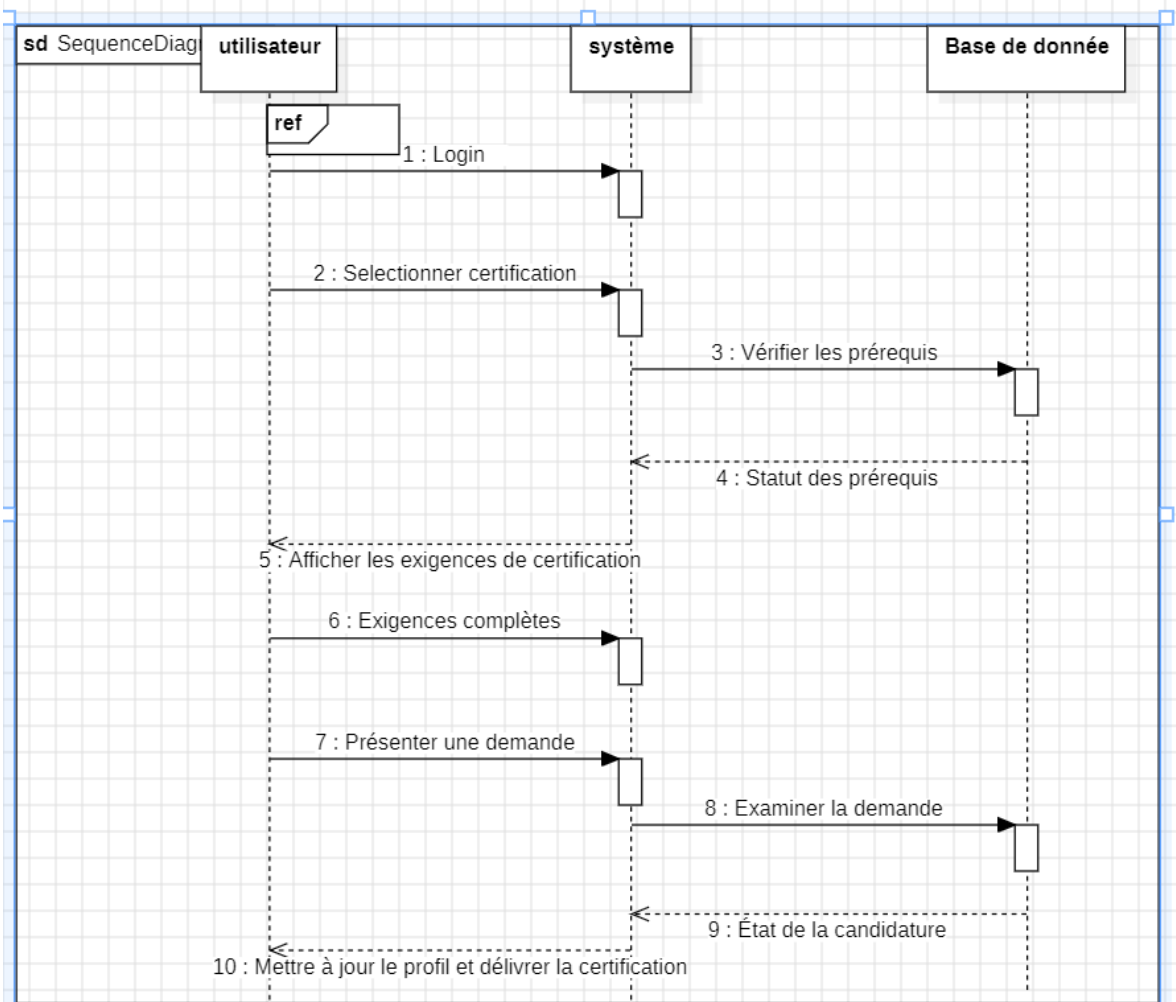 sd SequenceDiagr
utilisateur
système
Base de donnée
ref
1 : Login
2 : Selectionner certification
3 : Vérifier les prérequis
4 : Statut des prérequis
5 : Afficher les exigences de certification
6 : Exigences complètes
7 : Présenter une demande
8 : Examiner la demande
9 : État de la candidature
10 : Mettre à jour le profil et délivrer la certification